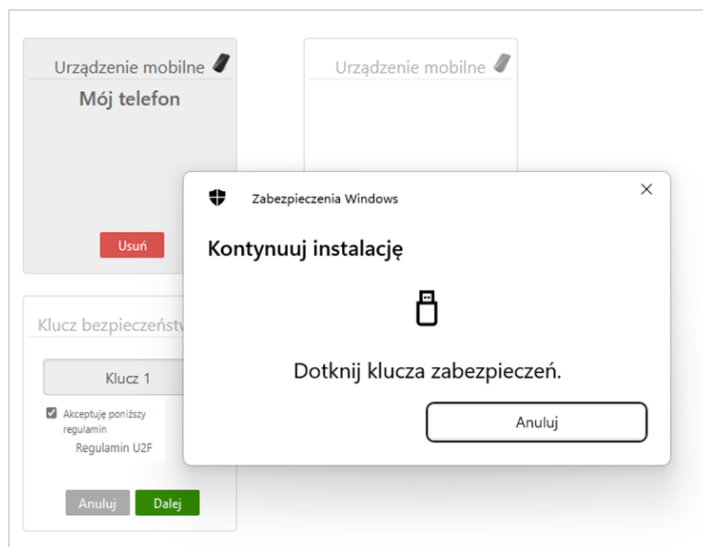 Urządzenie mobilne
Mój telefon
Usuń
Urządzenie mobilne
Zabezpieczenia Windows
Kontynuuj instalację
Dotknij klucza zabezpieczeń.
Anuluj
Klucz
Klucz 1
Akceptuję poniższy
regulamin
Regulamin U2F
Anuluj
Dalej